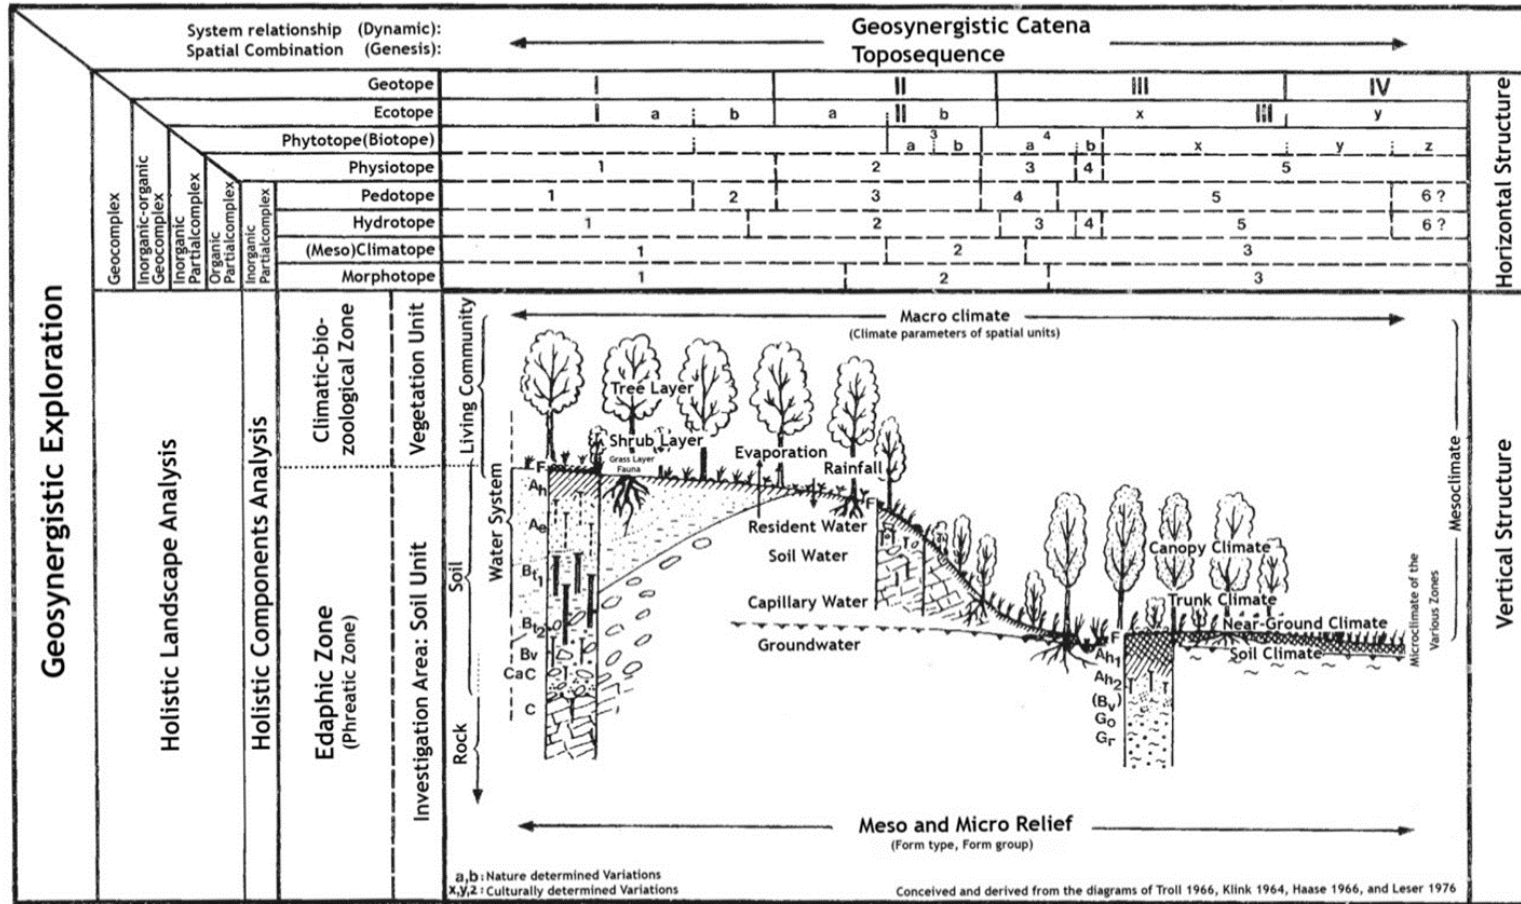 System relationship (Dynamic):
Spatial Combination (Genesis):
Geosynergistic Catena
Toposequence
Geotope I II III IV
Ecotope I a b a II b x III y
Phytotope(Biotope) a 3 b a 4 b x y z
Physiotope 1 2 3 4 5
Pedotope 1 2 3 4 5 6 ?
Hydrotope 1 2 3 4 5 6 ?
(Meso)Climatope 1 2 3
Morphotope 1 2 3
Geocomplex
Inorganic-organic
Geocomplex
Inorganic
Partialcomplex
Organic
Partialcomplex
Inorganic
Partialcomplex
Horizontal Structure
Geosynergistic Exploration
Holistic Landscape Analysis
Holistic Components Analysis
Climatic-bio-
zoological Zone
Edaphic Zone
(Phreatic Zone)
Vegetation Unit
Investigation Area: Soil Unit
Living Community
Soil
Rock
Water System
Macro climate
(Climate parameters of spatial units)
Tree Layer
Shrub Layer
Grass Layer
Fauna
Evaporation
Rainfall
Resident Water
Soil Water
Capillary Water
Groundwater
F
Ah
Ae
Bt1
Bt2
Bv
CaC
C
F
Canopy Climate
Trunk Climate
Near-Ground Climate
Soil Climate
F
Ah1
Ah2
(Bv)
Go
Gr
Mesoclimate
Microclimate of the
Various Zones
Vertical Structure
Meso and Micro Relief
(Form type, Form group)
a,b: Nature determined Variations
x,y,2: Culturally determined Variations
Conceived and derived from the diagrams of Troll 1966, Klink 1964, Haase 1966, and Leser 1976